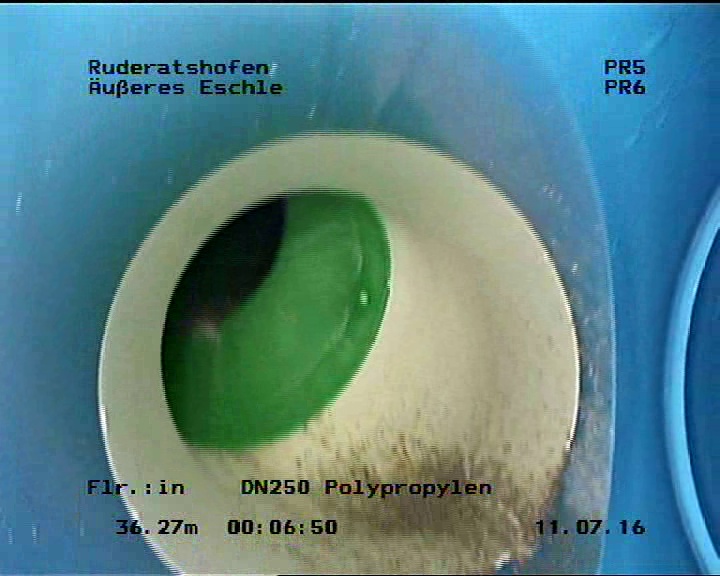 Ruderatshofen
Äußeres Eschle
PR5
PR6
Flr.:in DN250 Polypropylen
36.27m 00:06:50 11.07.16